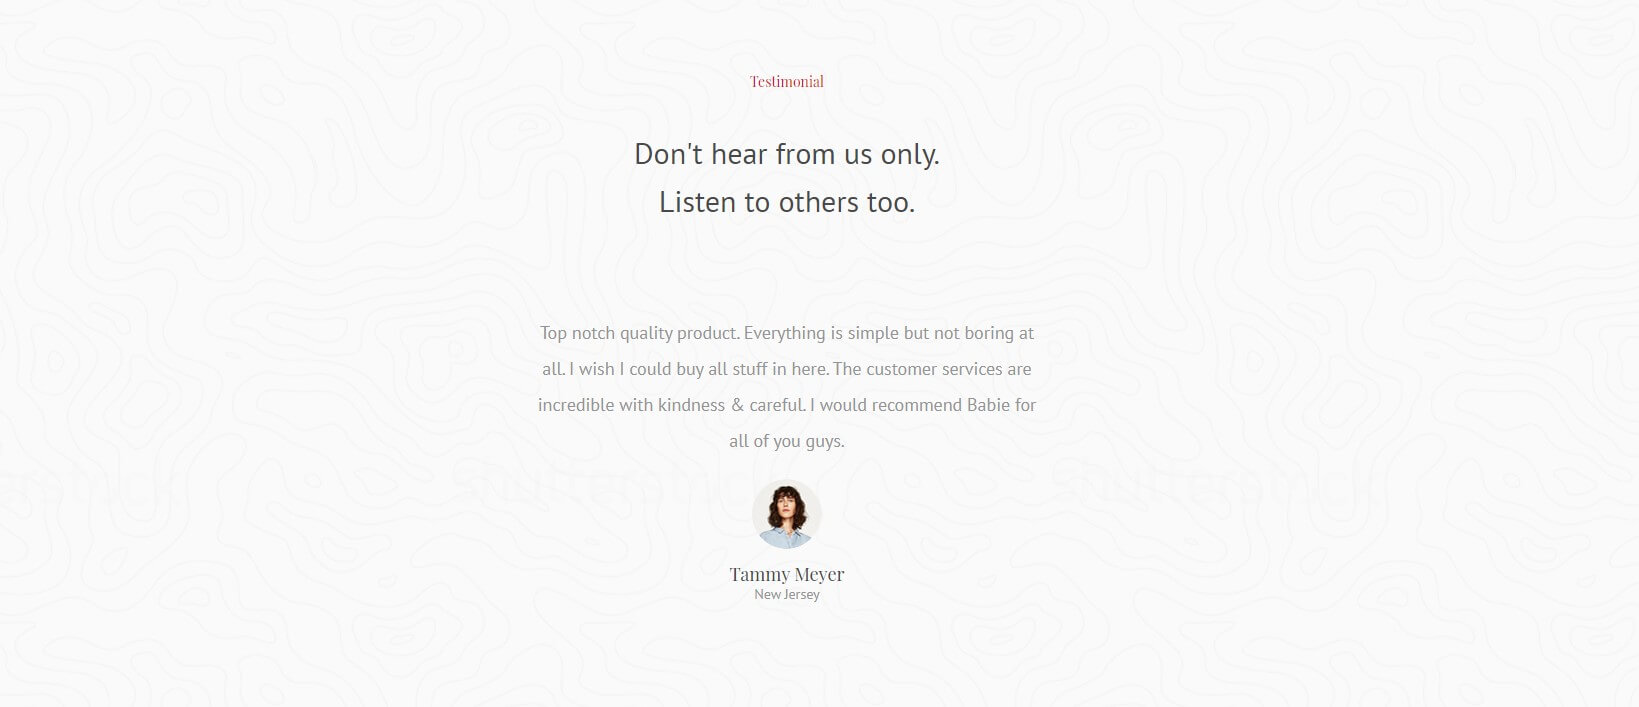 Testimonial
Don't hear from us only.
Listen to others too.
Top notch quality product. Everything is simple but not boring at
all. I wish I could buy all stuff in here. The customer services are
incredible with kindness & careful. I would recommend Babie for
all of you guys.
shutterstock
shutterstock
Tammy Meyer
New Jersey